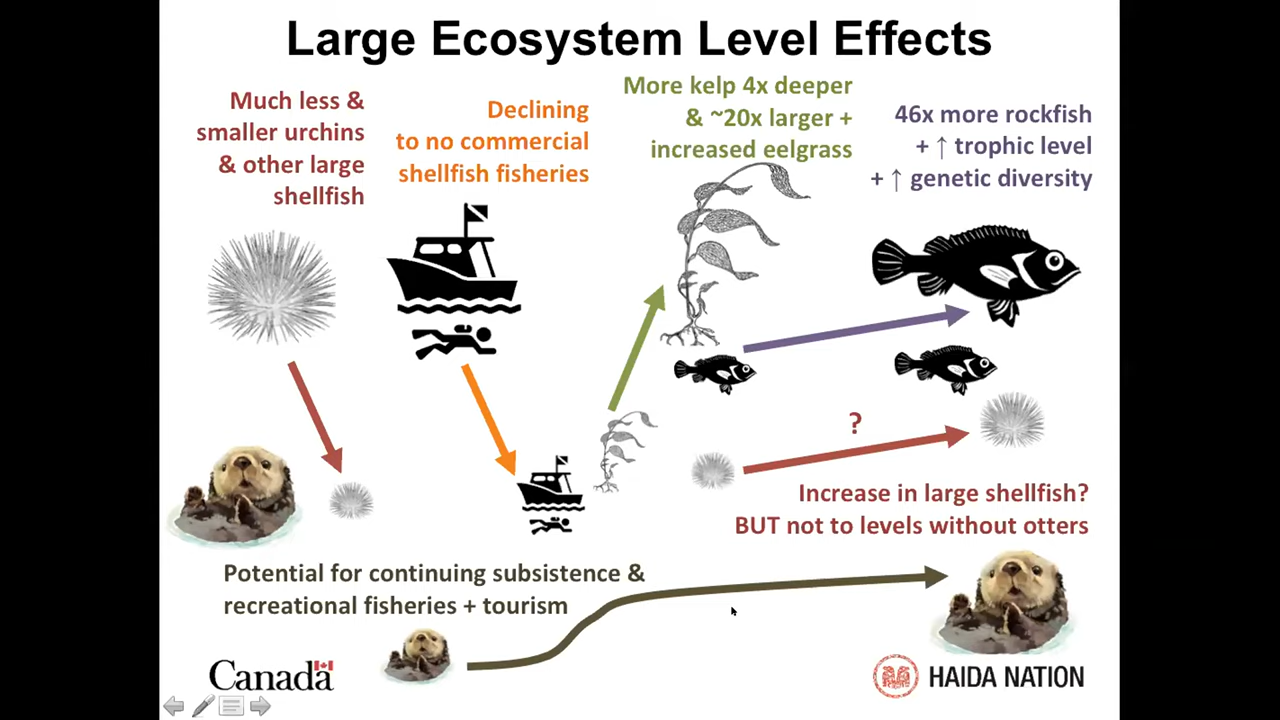 Large Ecosystem Level Effects
Much less &
smaller urchins
& other large
shellfish
Declining
to no commercial
shellfish fisheries
More kelp 4x deeper
& ~20x larger +
increased eelgrass
46x more rockfish
+ ↑ trophic level
+ ↑ genetic diversity
?
Increase in large shellfish?
BUT not to levels without otters
Potential for continuing subsistence &
recreational fisheries + tourism
Canada
HAIDA NATION